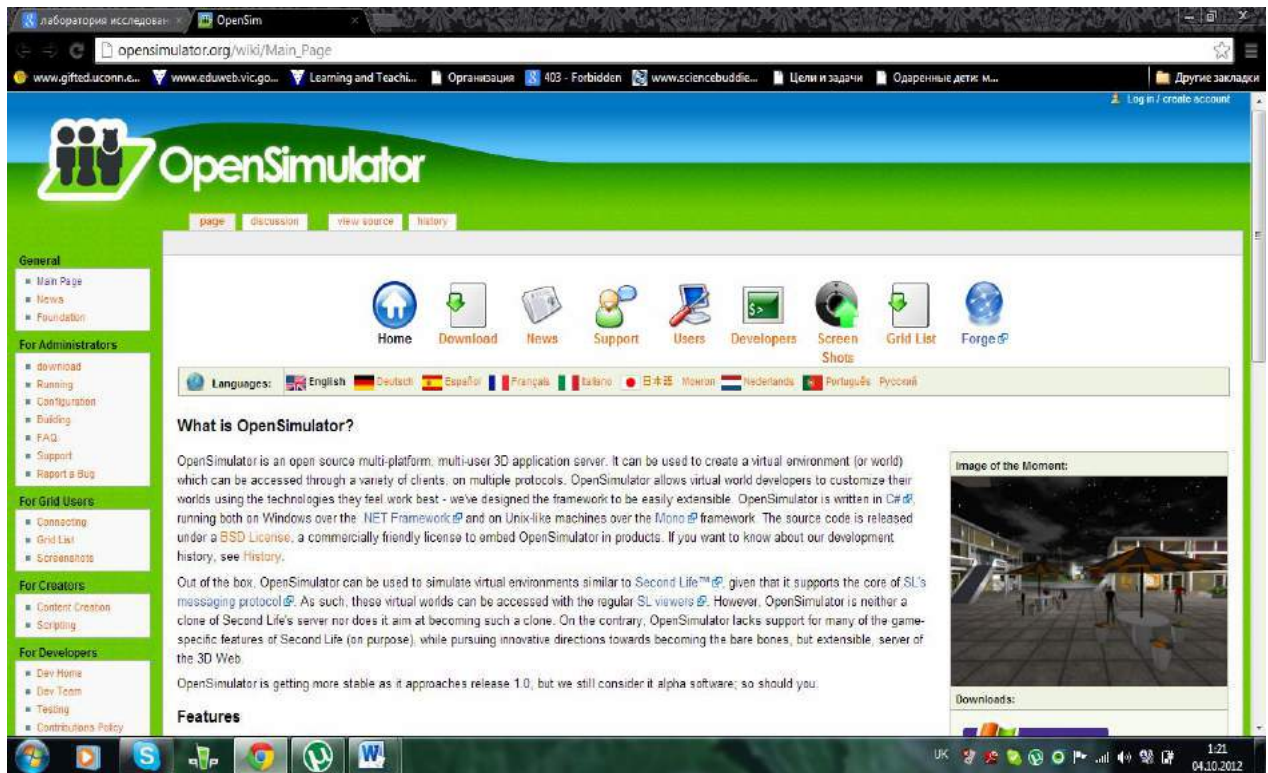 лаборатория исследован
OpenSim
opensimulator.org/wiki/Main_Page
www.gifted.uconn.e...
www.eduweb.vic.go...
Learning and Teachi...
Организация
403 - Forbidden
www.sciencebuddie...
Цели и задачи
Одаренные дети: м...
Другие закладки
Log in / create account
OpenSimulator
page
discussion
view source
history
General
Main Page
News
Foundation
For Administrators
download
Running
Configuration
Building
FAQ
Support
Report a Bug
For Grid Users
Connecting
Grid List
Screenshots
For Creators
Content Creation
Scripting
For Developers
Dev Home
Dev Team
Testing
Contributions Policy
Home
Download
News
Support
Users
Developers
Screen
Shots
Grid List
Forge
Languages:
English
Deutsch
Español
Français
Italiano
日本語
Nederlands
Português
Русский
What is OpenSimulator?
OpenSimulator is an open source multi-platform, multi-user 3D application server. It can be used to create a virtual environment (or world)
which can be accessed through a variety of clients, on multiple protocols. OpenSimulator allows virtual world developers to customize their
worlds using the technologies they feel work best - we've designed the framework to be easily extensible. OpenSimulator is written in C#,
running both on Windows over the .NET Framework and on Unix-like machines over the Mono framework. The source code is released
under a BSD License, a commercially friendly license to embed OpenSimulator in products. If you want to know about our development
history, see History.
Out of the box, OpenSimulator can be used to simulate virtual environments similar to Second Life™, given that it supports the core of SL's
messaging protocol. As such, these virtual worlds can be accessed with the regular SL viewers. However, OpenSimulator is neither a
clone of Second Life's server nor does it aim at becoming such a clone. On the contrary, OpenSimulator lacks support for many of the game-
specific features of Second Life (on purpose), while pursuing innovative directions towards becoming the bare bones, but extensible, server of
the 3D Web.
OpenSimulator is getting more stable as it approaches release 1.0, but we still consider it alpha software; so should you.
Features
Image of the Moment:
Downloads:
UK
1:21
04.10.2012